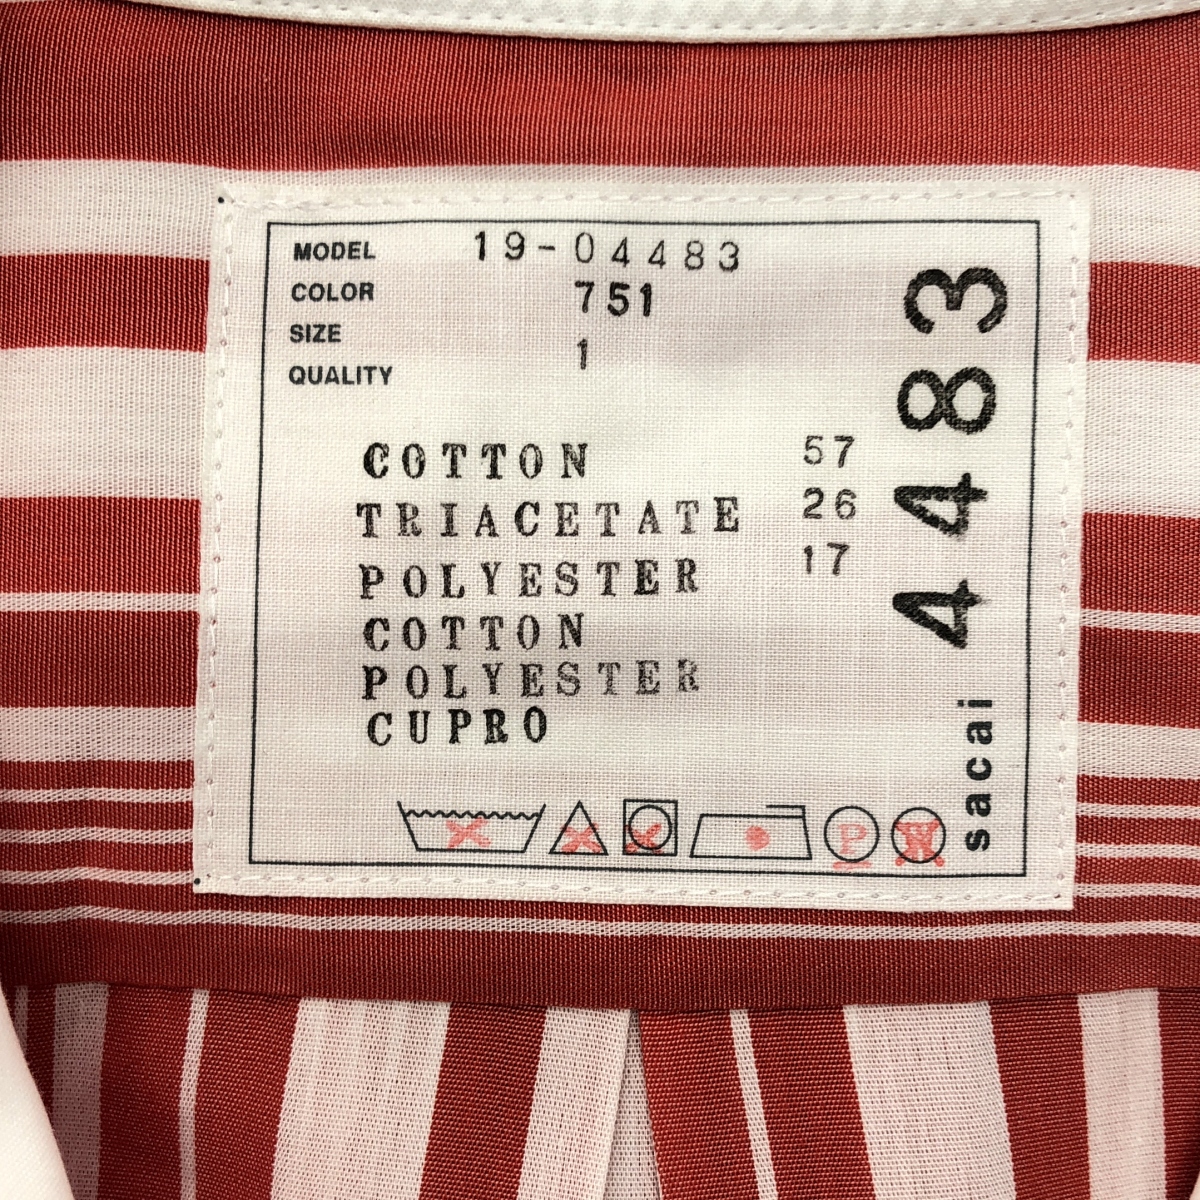 MODEL 19-04483
COLOR 751
SIZE 1
QUALITY
COTTON 57
TRIACETATE 26
POLYESTER 17
COTTON
POLYESTER
CUPRO
P W
sacai 4483